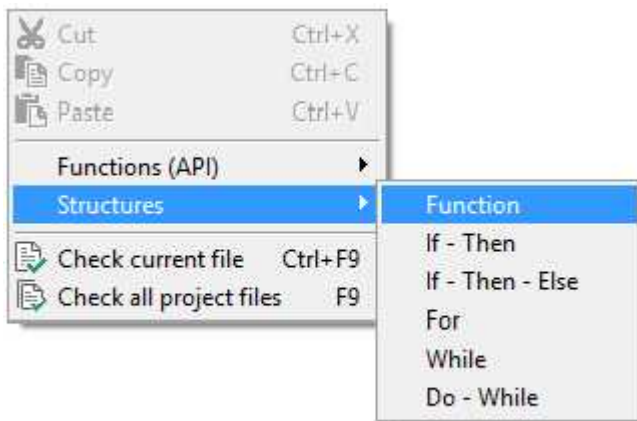 Cut Ctrl+X
Copy Ctrl+C
Paste Ctrl+V
Functions (API)
Structures
Check current file Ctrl+F9
Check all project files F9
Function
If - Then
If - Then - Else
For
While
Do - While